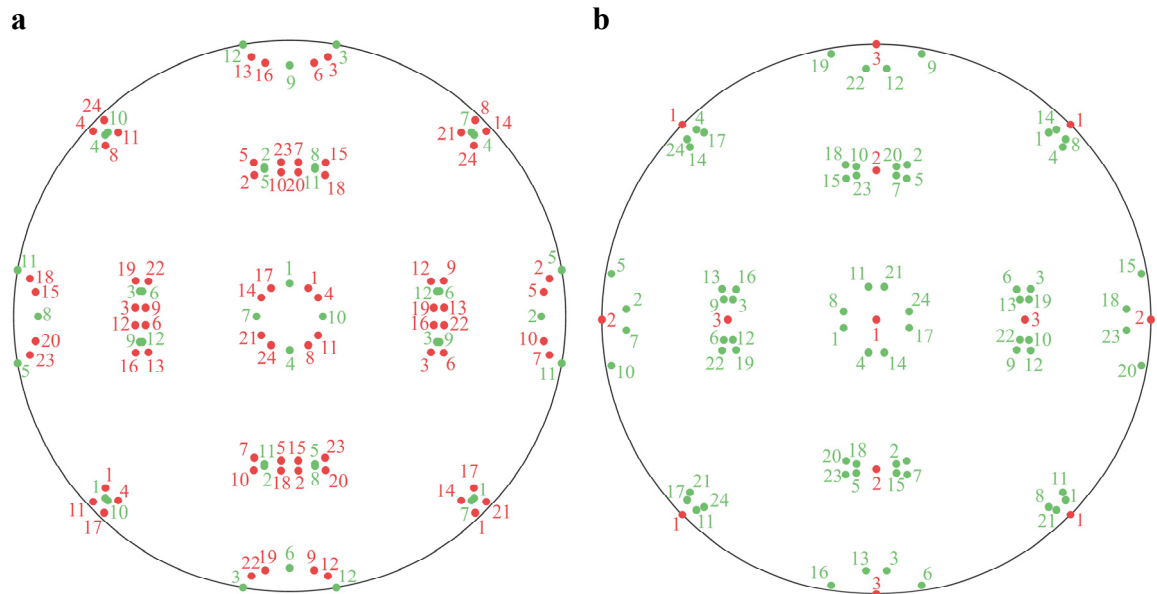 a
12 3
13 16 6 3
9
24 10 7 8
4 11 21 14
4 8 4 24
5 2 23 7 8 15
2 5 10 20 11 18
11 19 22 1 12 9 5
18 3 6 17 1 12 6 2
15 3 9 14 4 19 13 5
8 7 10 2
20 12 6 21 11 16 22 10
23 9 12 24 8 3 9 7
5 16 13 4 3 6 11
7 11 5 15 5 23
10 2 18 2 8 20
1 17
1 4 14 1
11 10 7 21
17 1
6
22 19 9 12
3 12
b
19 3 9
22 12
1 4 14 1
17 1 8
24 14 4
18 10 2 20 2
15 23 7 5
5 13 16 11 21 6 3 15
2 9 3 8 24 13 19 18
2 3 1 3 2
7 6 12 1 17 22 10 23
10 22 19 4 14 9 12 20
20 18 2
23 5 2 15 7
17 21 11
24 8 1
1 11 21 1
13 3
16 3 6